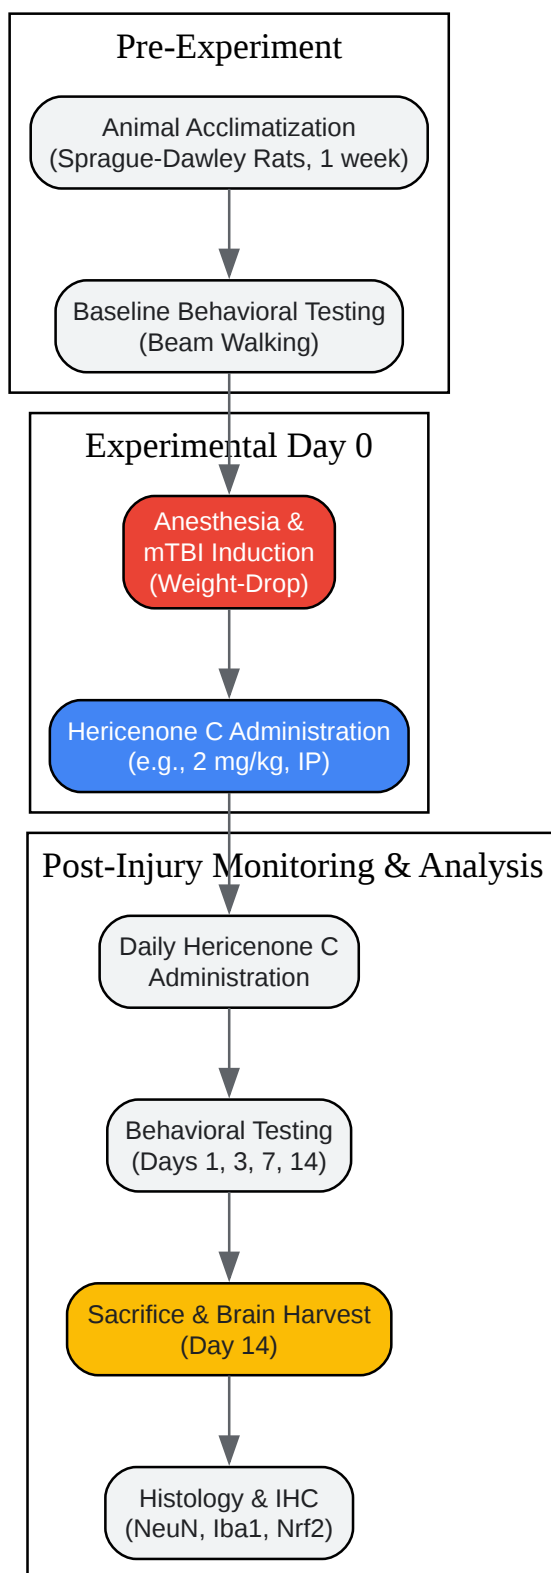 Pre-Experiment
Animal Acclimatization
(Sprague-Dawley Rats, 1 week)
Baseline Behavioral Testing
(Beam Walking)
Experimental Day 0
Anesthesia &
mTBI Induction
(Weight-Drop)
Hericenone C Administration
(e.g., 2 mg/kg, IP)
Post-Injury Monitoring & Analysis
Daily Hericenone C
Administration
Behavioral Testing
(Days 1, 3, 7, 14)
Sacrifice & Brain Harvest
(Day 14)
Histology & IHC
(NeuN, Iba1, Nrf2)